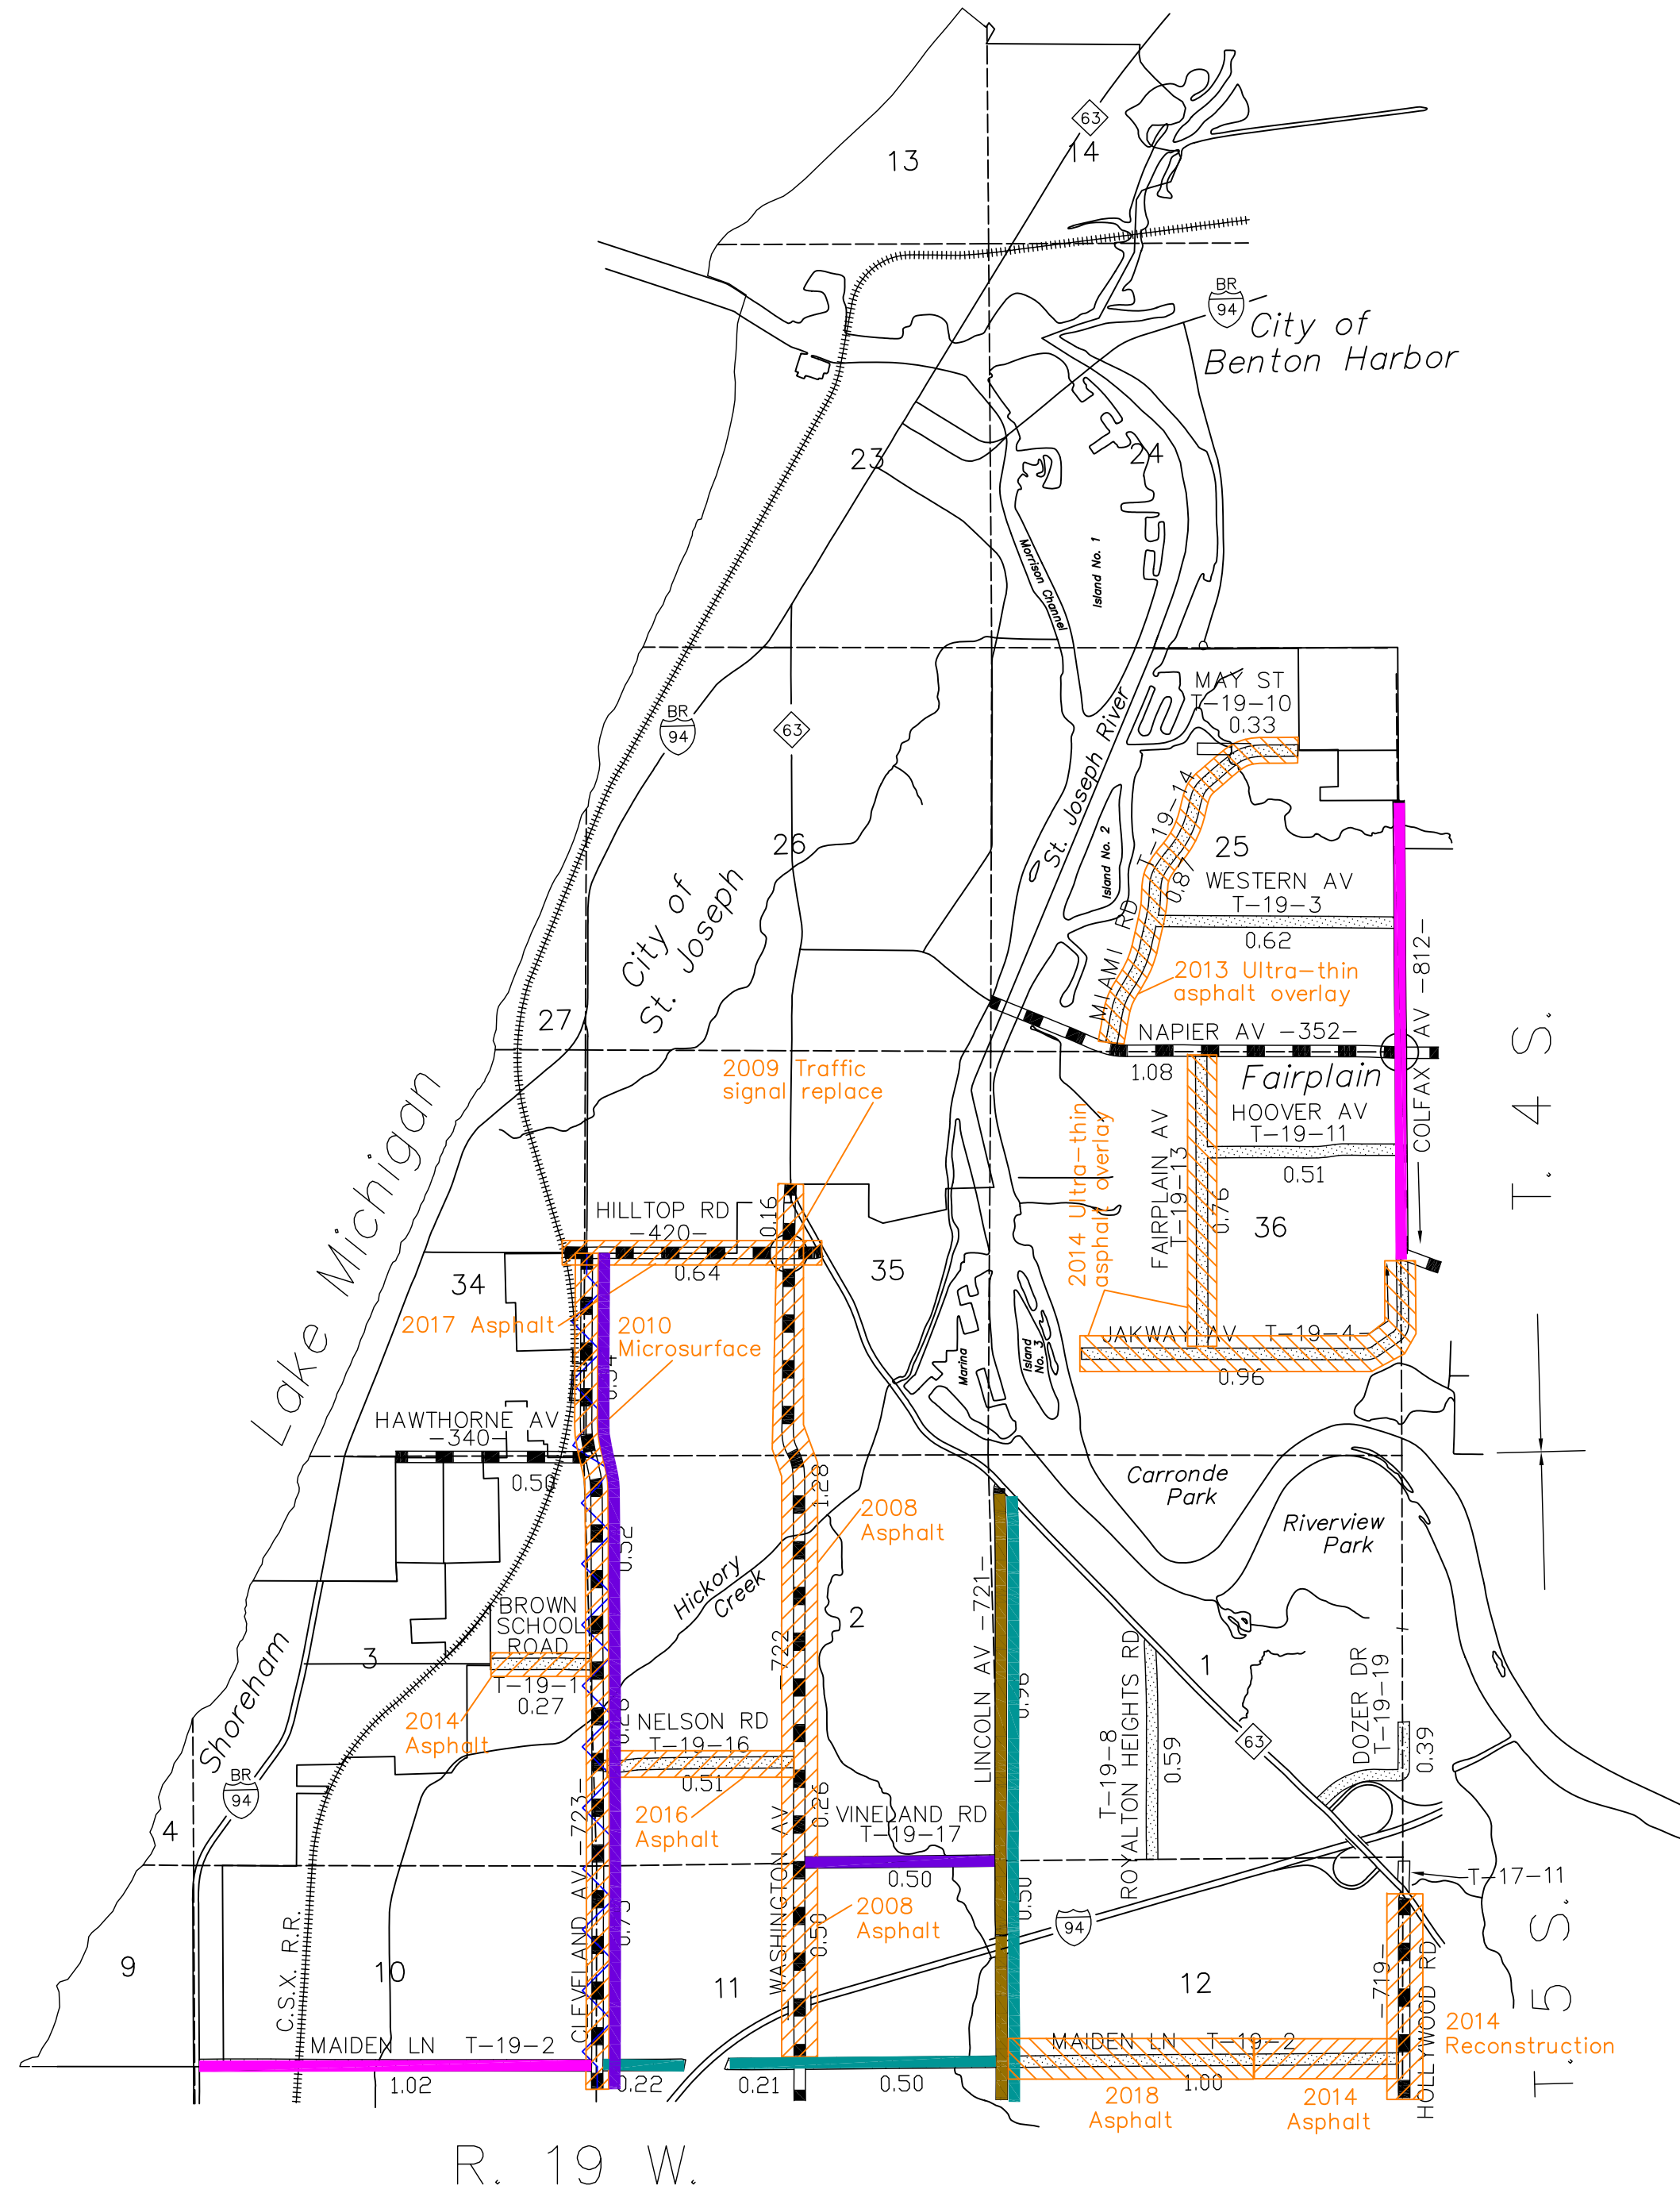 63
13
14
BR
94
City of
Benton Harbor
23
24
Morrison Channel
Island No. 1
MAY ST
T-19-10
0.33
BR
94
63
St. Joseph River
T-19-14
Island No. 2
26
25
0.87
WESTERN AV
T-19-3
0.62
City of
St. Joseph
MIAMI RD
2013 Ultra-thin
asphalt overlay
COLFAX AV -812-
27
NAPIER AV -352-
1.08
Fairplain
T. 4 S.
2009 Traffic
signal replace
Lake Michigan
2014 Ultra-thin
asphalt overlay
FAIRPLAIN AV
T-19-13
0.76
HOOVER AV
T-19-11
0.51
HILLTOP RD
-420-
0.16
0.64
36
35
34
2017 Asphalt
2010
Microsurface
Marina
Island
No. 3
JAKWAY AV T-19-4
0.96
HAWTHORNE AV
-340-
0.50
0.52
1.28
Carronde
Park
Riverview
Park
2008
Asphalt
Hickory
Creek
LINCOLN AV -721-
BROWN
SCHOOL
ROAD
T-19-1
0.27
3
2
-722-
1
Shoreham
2014
Asphalt
NELSON RD
T-19-16
0.51
T-19-8
ROYALTON HEIGHTS RD
0.59
63
DOZER DR
T-19-19
0.39
BR
94
4
2016
Asphalt
0.26
VINELAND RD
T-19-17
0.50
CLEVELAND AV -723-
WASHINGTON AV
T-17-11
2008
Asphalt
0.50
0.50
94
9
10
11
12
C.S.X. R.R.
-719-
HOLLYWOOD RD
2014
Reconstruction
T. 5 S.
MAIDEN LN T-19-2
1.02
0.22
0.21
0.50
MAIDEN LN T-19-2
1.00
2018
Asphalt
2014
Asphalt
R. 19 W.